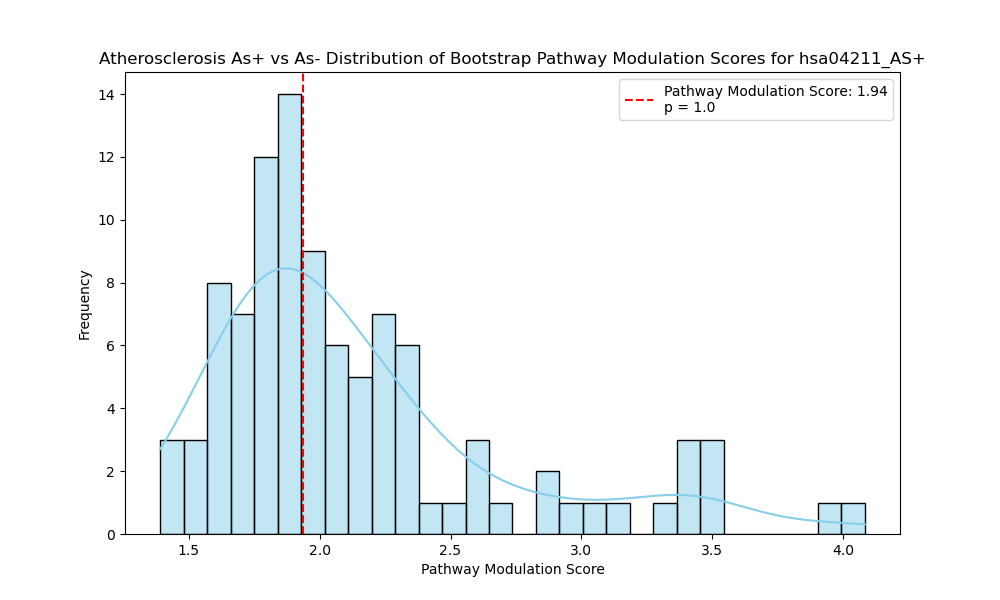 Atherosclerosis As+ vs As- Distribution of Bootstrap Pathway Modulation Scores for hsa04211_AS+
Pathway Modulation Score: 1.94
p = 1.0
Frequency
14
12
10
8
6
4
2
0
1.5 2.0 2.5 3.0 3.5 4.0
Pathway Modulation Score